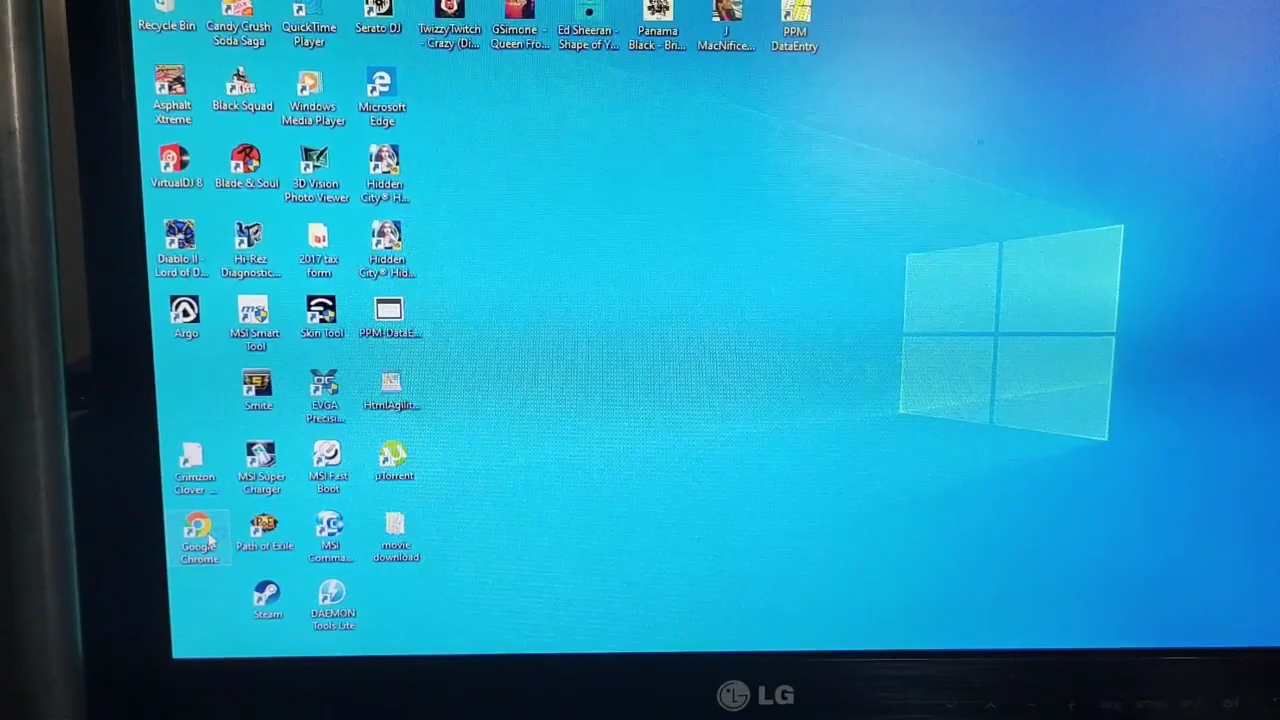 Recycle Bin
Candy Crush
Soda Saga
QuickTime
Player
Serato DJ
TwizzyTwitch
- Crazy (Di...
GSimone -
Queen Fro...
Ed Sheeran -
Shape of Y...
Panama
Black - Bn...
J
MacNifice...
PPM
DataEntry
Asphalt
Xtreme
Black Squad
Windows
Media Player
Microsoft
Edge
VirtualDJ 8
Blade & Soul
3D Vision
Photo Viewer
Hidden
City® H...
Diablo II -
Lord of D...
Hi-Rez
Diagnostic...
2017 tax
form
Hidden
City® Hid...
Argo
MSI Smart
Tool
Skin Tool
PPM-DataE...
Smite
EVGA
Precisi...
HtmlAgilit...
Crimzon
Clover ...
MSI Super
Charger
MSI Fast
Boot
µTorrent
Google
Chrome
Path of Exile
MSI
Comma...
movie
download
Steam
DAEMON
Tools Lite
LG